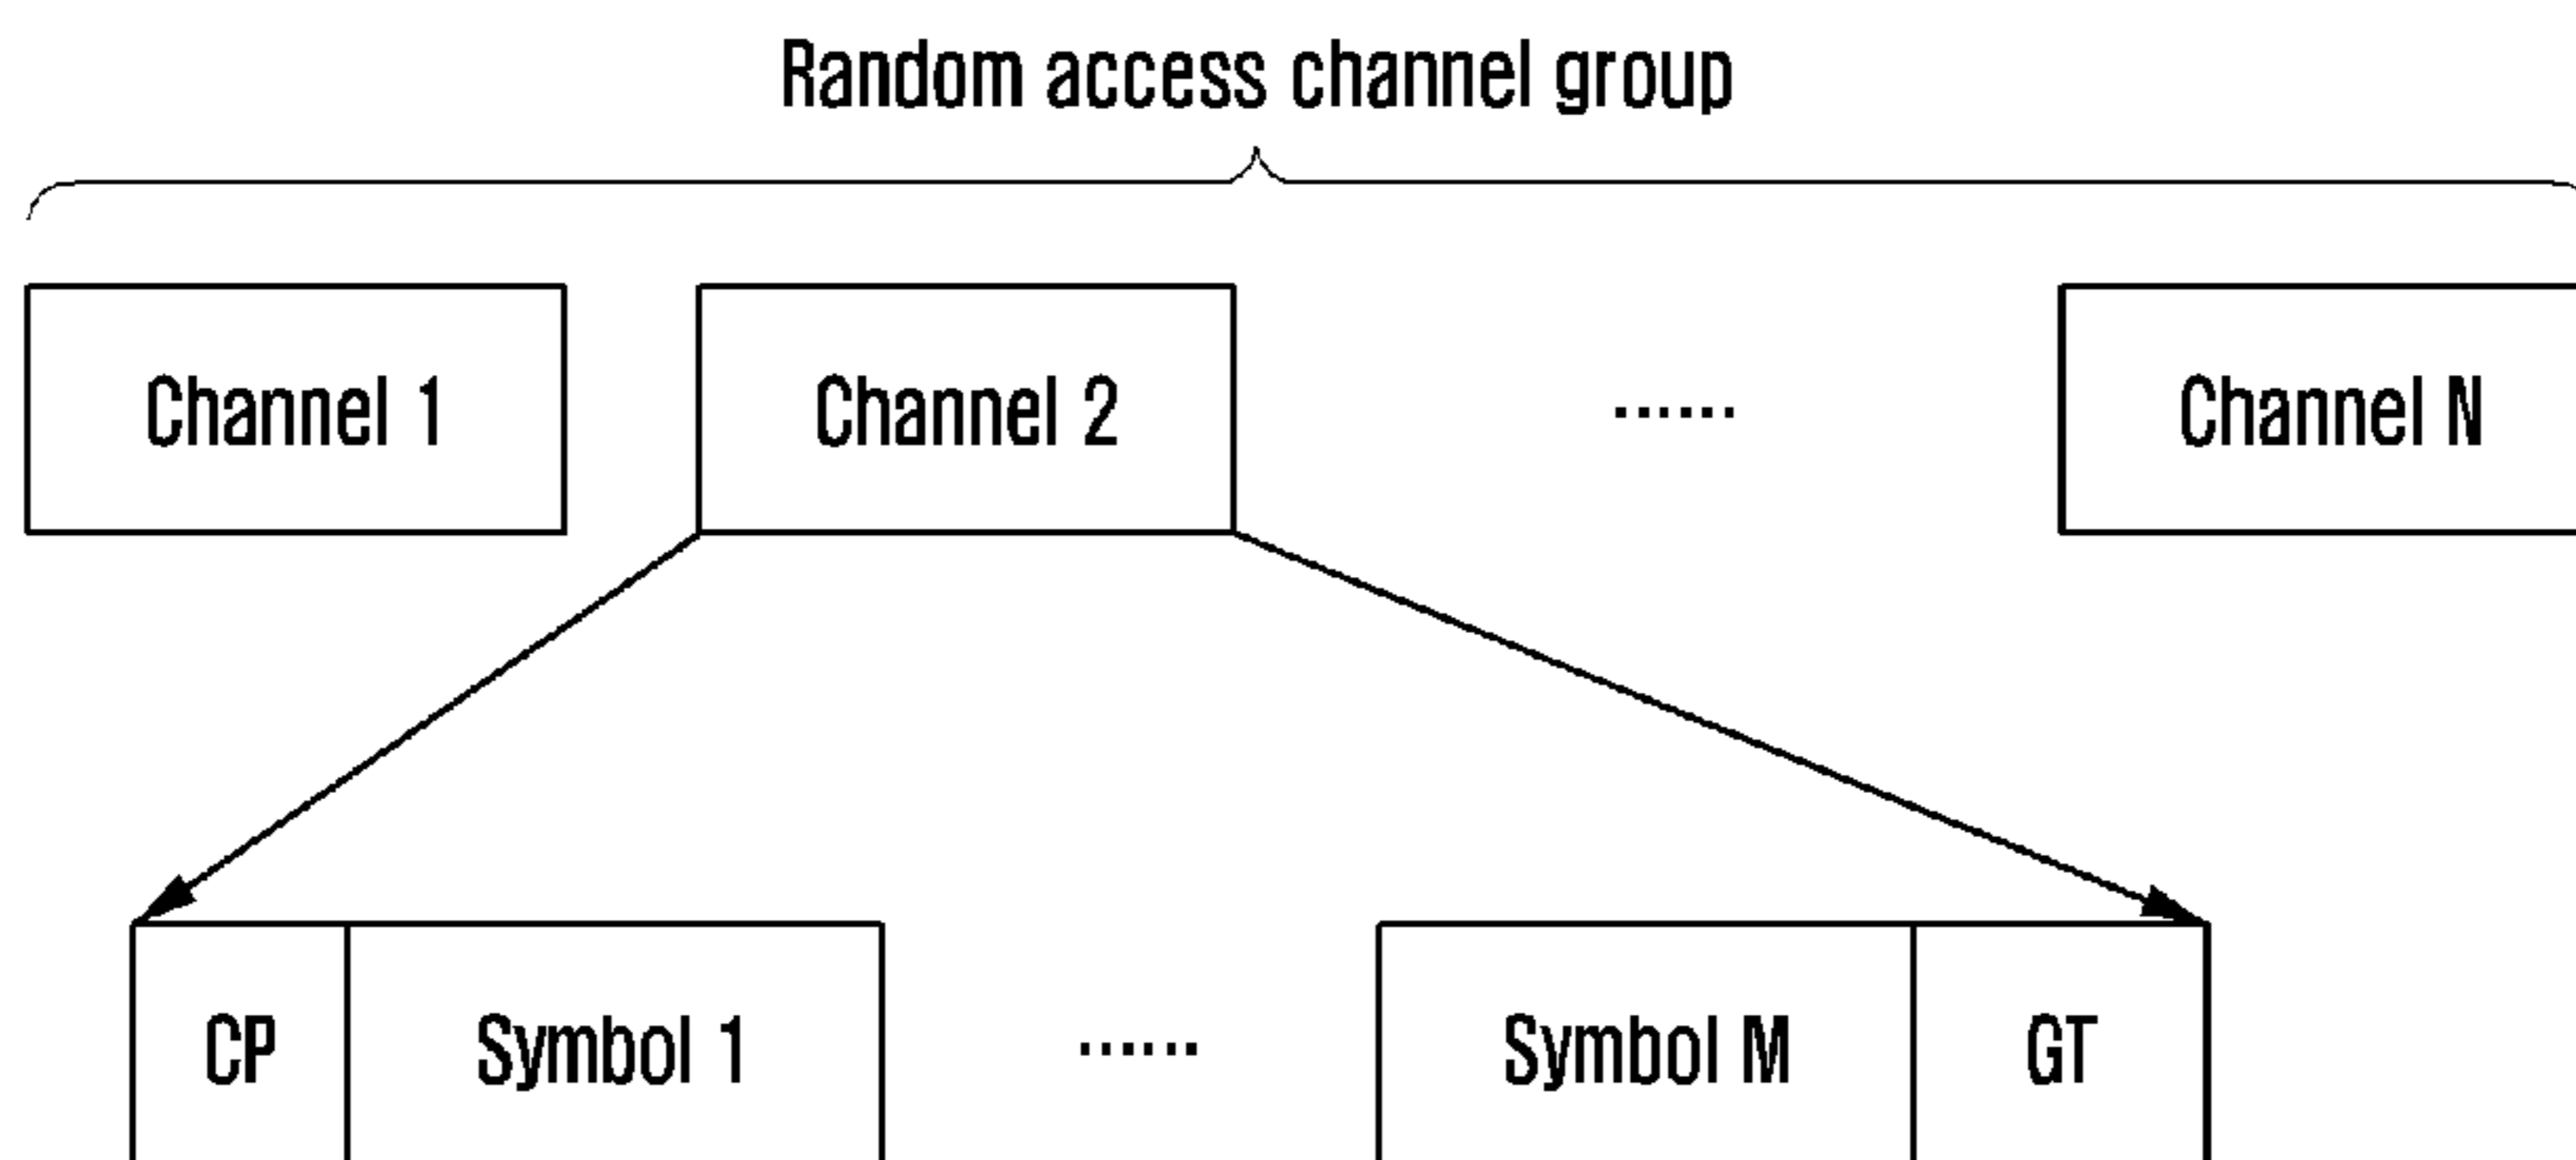 Random access channel group
Channel 1 Channel 2 ······ Channel N
CP Symbol 1 ······ Symbol M GT